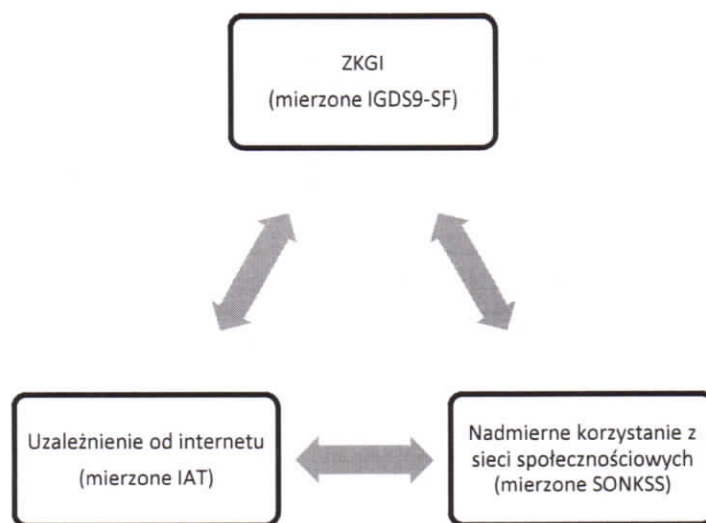 ZKGI
(mierzone IGDS9-SF)
Uzależnienie od internetu
(mierzone IAT)
Nadmierne korzystanie z
sieci społecznościowych
(mierzone SONKSS)